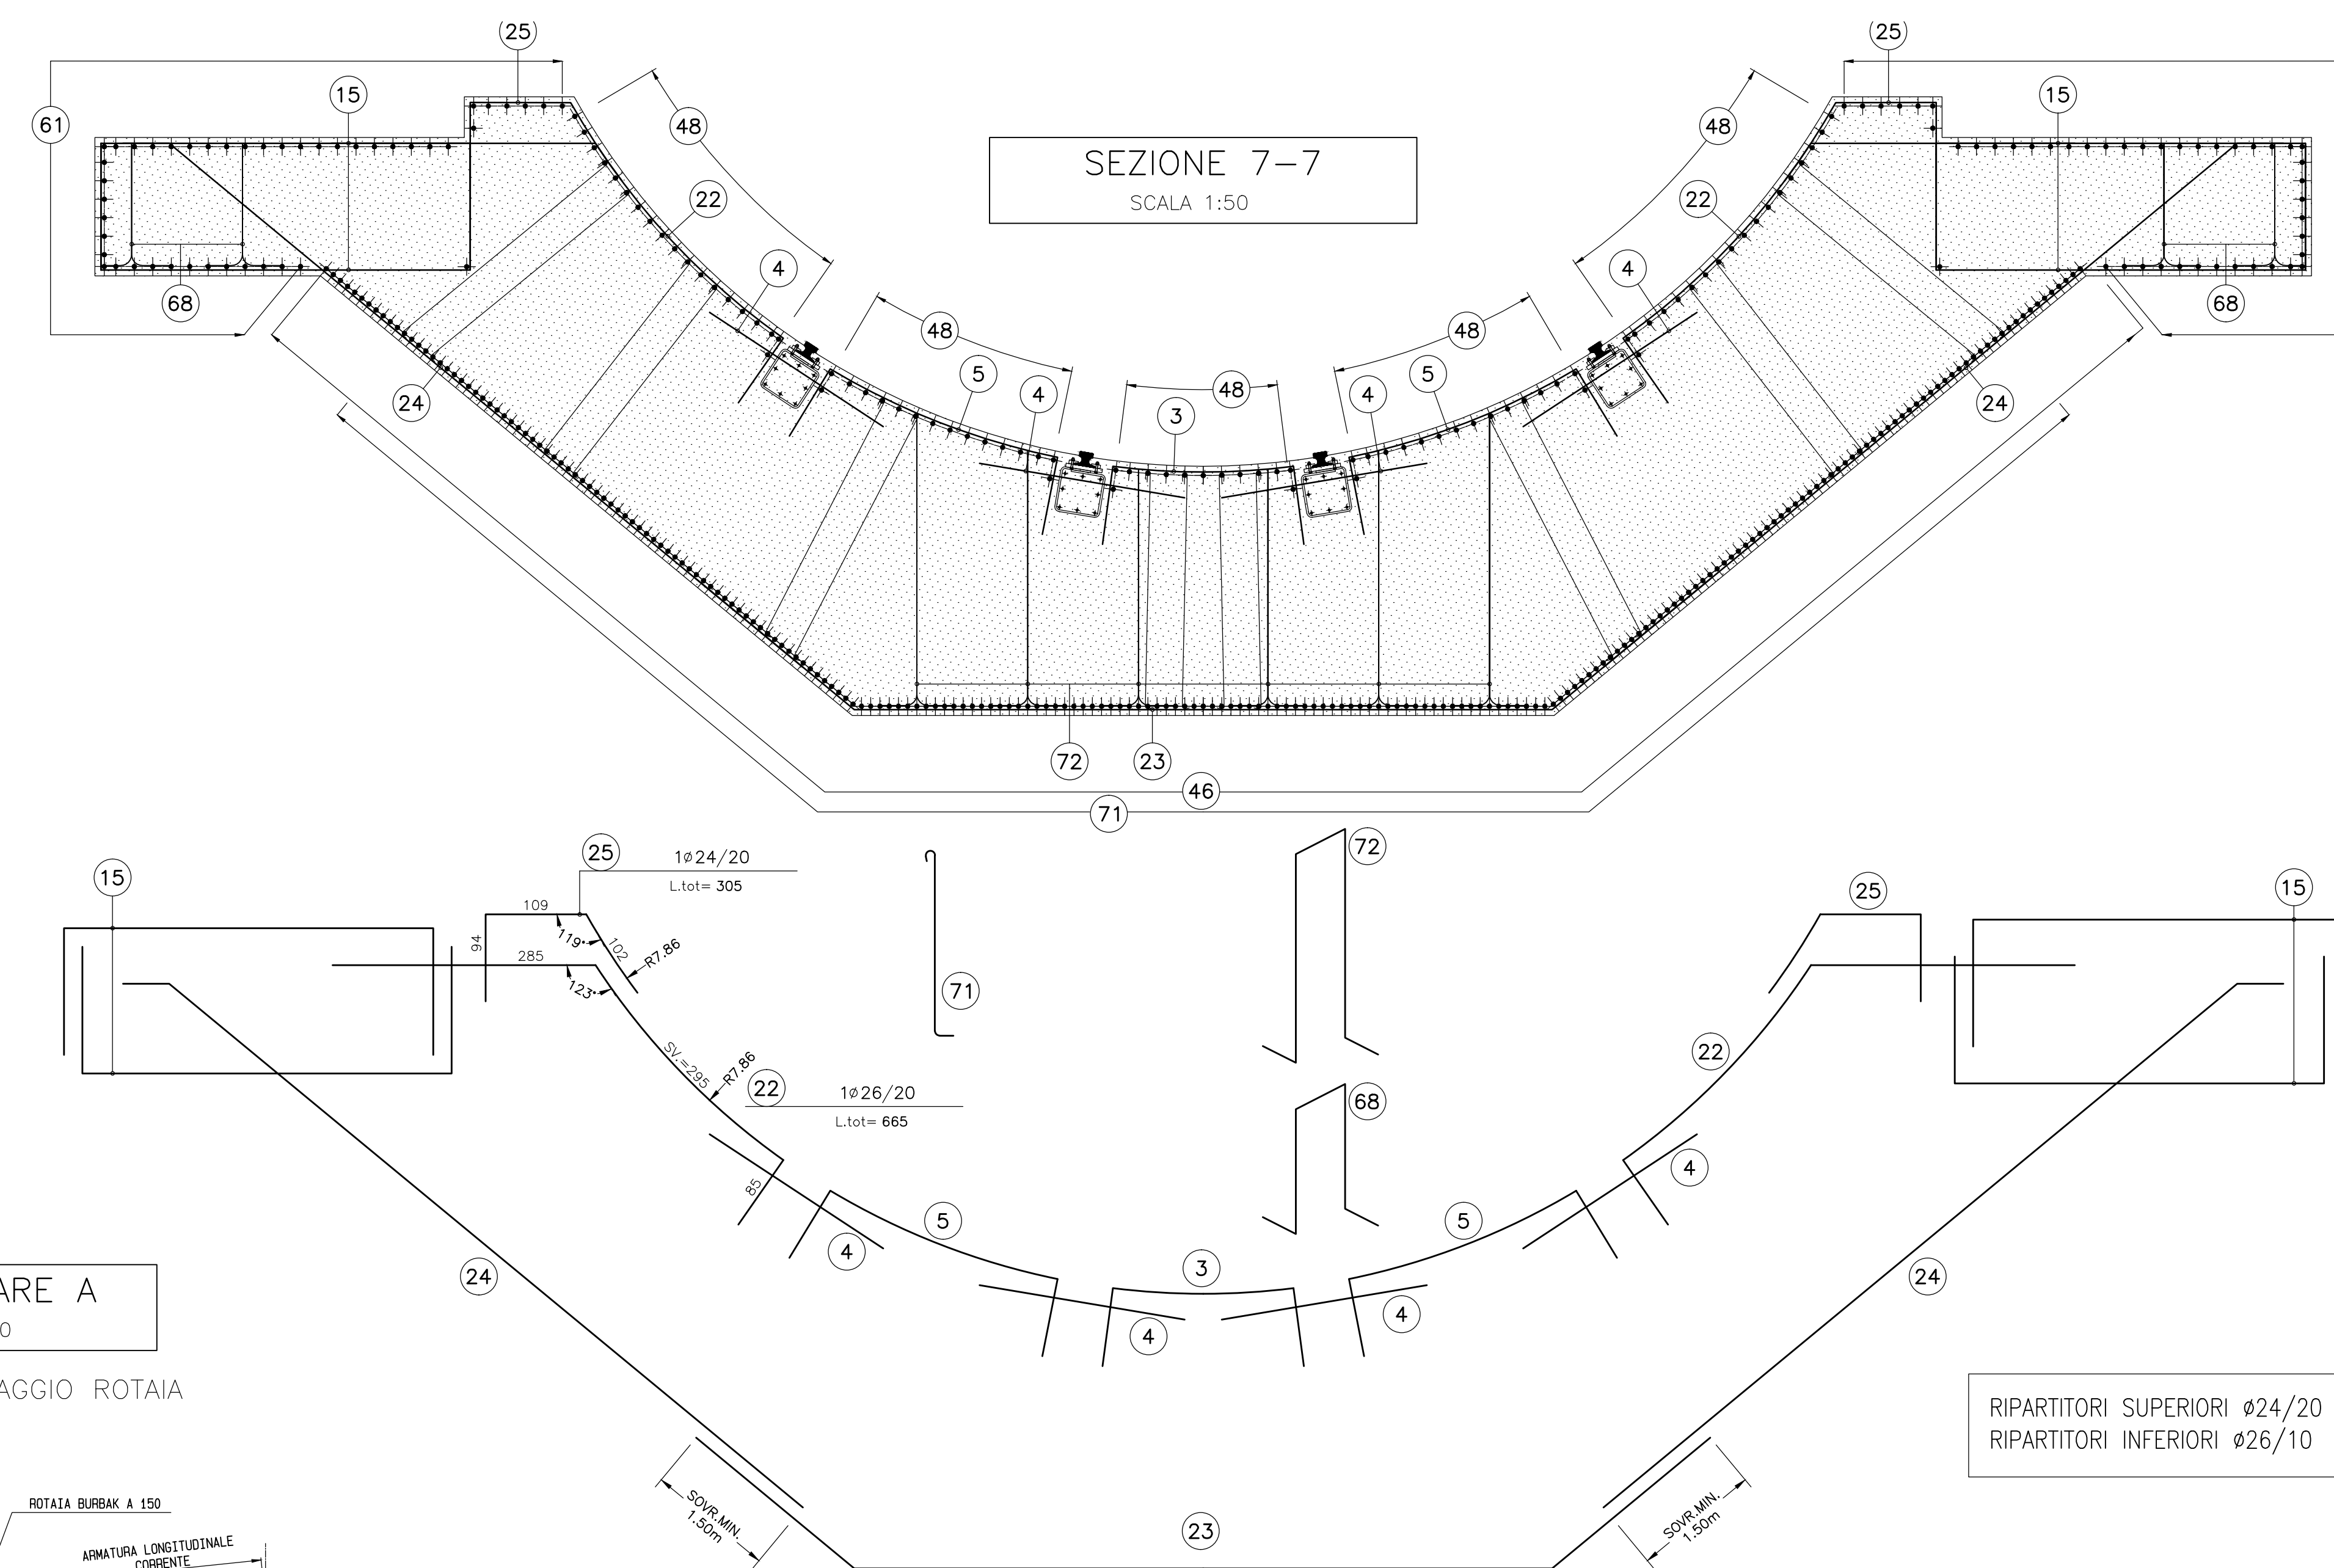 25
25
15
15
61
48
48
SEZIONE 7-7
SCALA 1:50
22
22
4
4
68
68
48
48
5
5
24
4
48
4
24
3
72
23
46
71
25
1ø24/20
L.tot= 305
72
15
25
15
109
94
119°
102
R7.86
285
123°
71
SV.=295
R7.86
22
1ø26/20
L.tot= 665
68
22
85
4
4
5
5
4
24
3
24
4
4
ARE A
0
AGGIO ROTAIA
RIPARTITORI SUPERIORI ø24/20
RIPARTITORI INFERIORI ø26/10
ROTAIA BURBAK A 150
SOVR.MIN.
1.50m
SOVR.MIN.
1.50m
23
ARMATURA LONGITUDINALE
CORRENTE